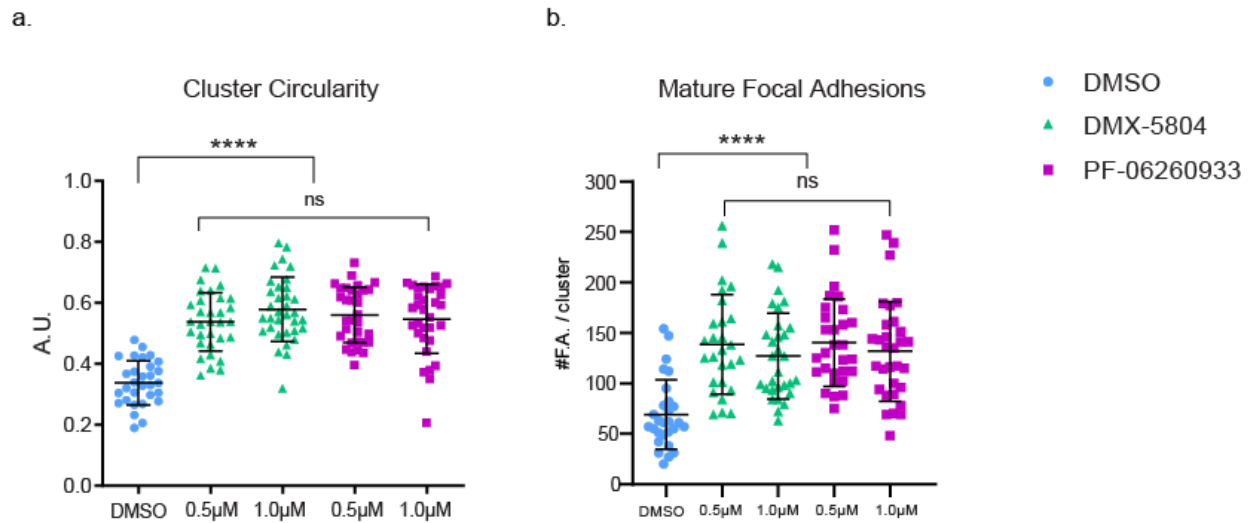 a.
Cluster Circularity
****
ns
1.0
0.8
0.6
0.4
0.2
0.0
A.U.
DMSO 0.5µM 1.0µM 0.5µM 1.0µM
b.
Mature Focal Adhesions
****
ns
300
250
200
150
100
50
0
#F.A. / cluster
DMSO 0.5µM 1.0µM 0.5µM 1.0µM
DMSO
DMX-5804
PF-06260933